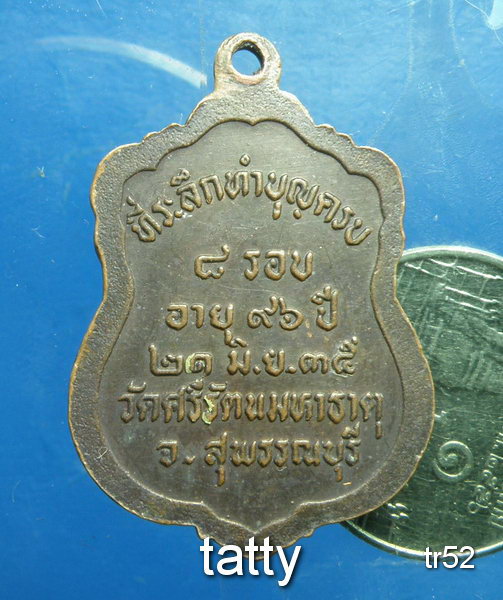 ที่ระลึกทำบุญครบ
๘ รอบ
อายุ ๙๖ ปี
๒๑ มิ.ย.๓๕
วัดศรีรัตนมหาธาตุ
จ. สุพรรณบุรี
๑
tatty
tr52